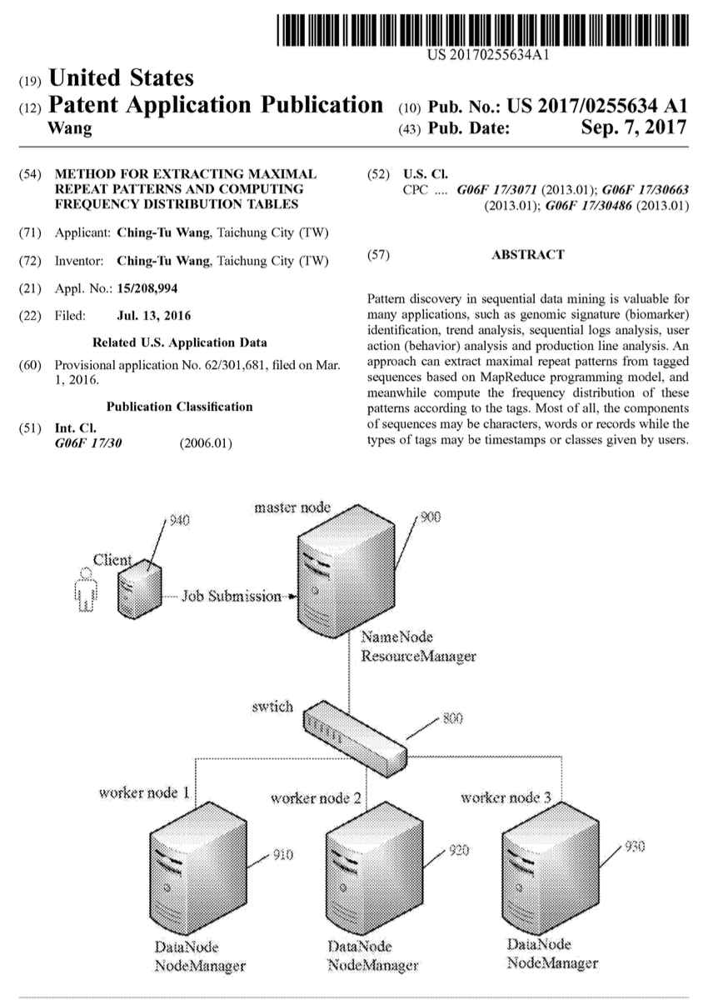 US 20170255634A1
(19) United States
(12) Patent Application Publication (10) Pub. No.: US 2017/0255634 A1
Wang (43) Pub. Date: Sep. 7, 2017
(54) METHOD FOR EXTRACTING MAXIMAL
REPEAT PATTERNS AND COMPUTING
FREQUENCY DISTRIBUTION TABLES
(71) Applicant: Ching-Tu Wang, Taichung City (TW)
(72) Inventor: Ching-Tu Wang, Taichung City (TW)
(21) Appl. No.: 15/208,994
(22) Filed: Jul. 13, 2016
Related U.S. Application Data
(60) Provisional application No. 62/301,681, filed on Mar.
1, 2016.
Publication Classification
(51) Int. Cl.
G06F 17/30 (2006.01)
(52) U.S. Cl.
CPC .... G06F 17/3071 (2013.01); G06F 17/30663
(2013.01); G06F 17/30486 (2013.01)
(57) ABSTRACT
Pattern discovery in sequential data mining is valuable for
many applications, such as genomic signature (biomarker)
identification, trend analysis, sequential logs analysis, user
action (behavior) analysis and production line analysis. An
approach can extract maximal repeat patterns from tagged
sequences based on MapReduce programming model, and
meanwhile compute the frequency distribution of these
patterns according to the tags. Most of all, the components
of sequences may be characters, words or records while the
types of tags may be timestamps or classes given by users.
master node
940
900
Client
Job Submission
NameNode
ResourceManager
swtich
800
worker node 1
worker node 2
worker node 3
910
920
930
DataNode
NodeManager
DataNode
NodeManager
DataNode
NodeManager